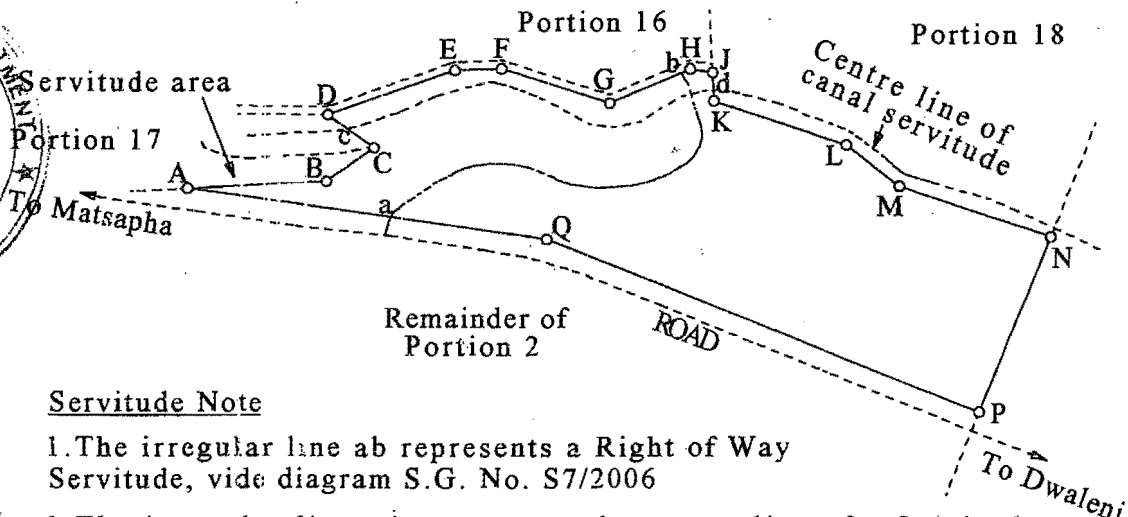 Portion 16
Portion 18
Servitude area
Portion 17
Centre line of
canal servitude
A
B
C
D
E
F
G
H
J
K
L
M
N
P
Q
a
b
c
d
To Matsapha
ROAD
To Dwaleni
Remainder of
Portion 2
Servitude Note
1.The irregular line ab represents a Right of Way
Servitude, vide diagram S.G. No. S7/2006